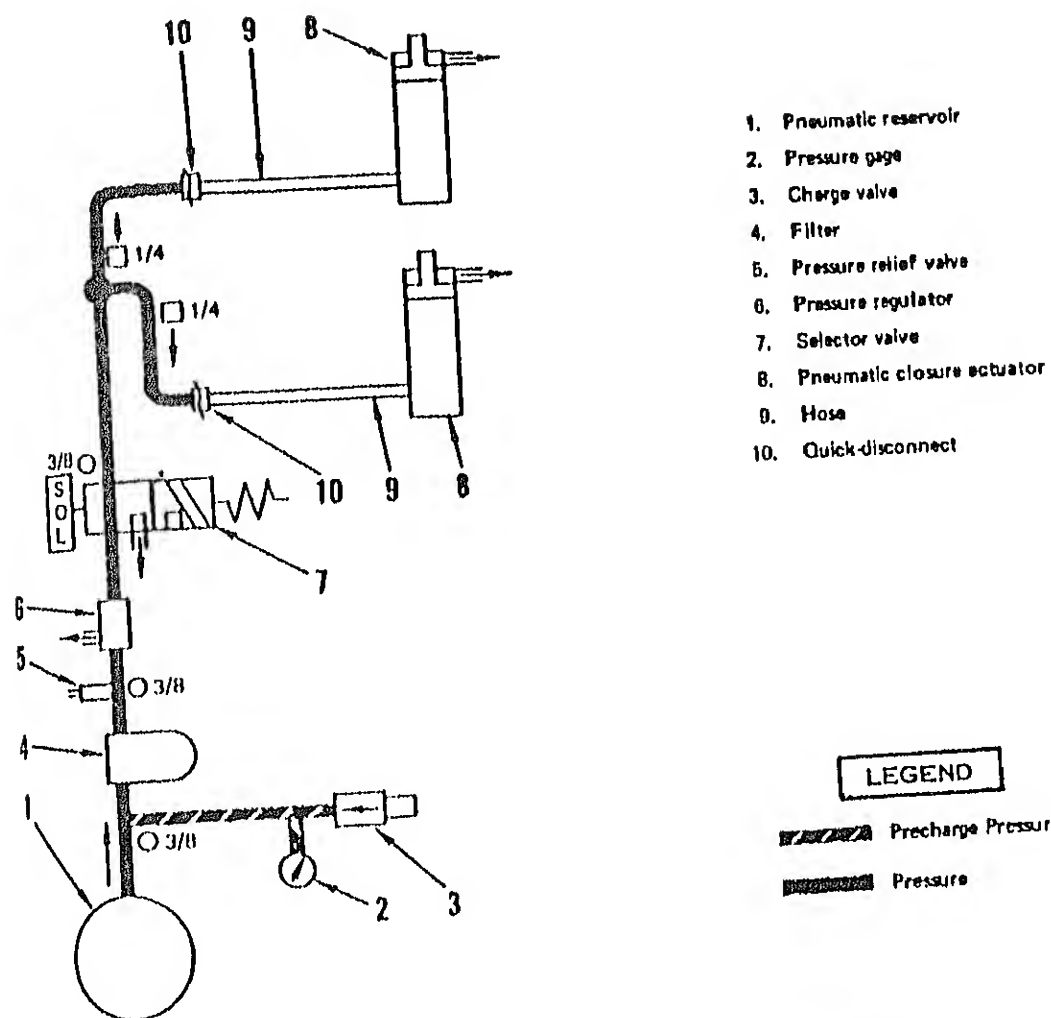 10 9 8
1/4
1/4
3/8
SOL
10 9 8
7
6
5
3/8
4
1
3/8
2 3
1. Pneumatic reservoir
2. Pressure gage
3. Charge valve
4. Filter
5. Pressure relief valve
6. Pressure regulator
7. Selector valve
8. Pneumatic closure actuator
9. Hose
10. Quick-disconnect
LEGEND
Precharge Pressur
Pressure